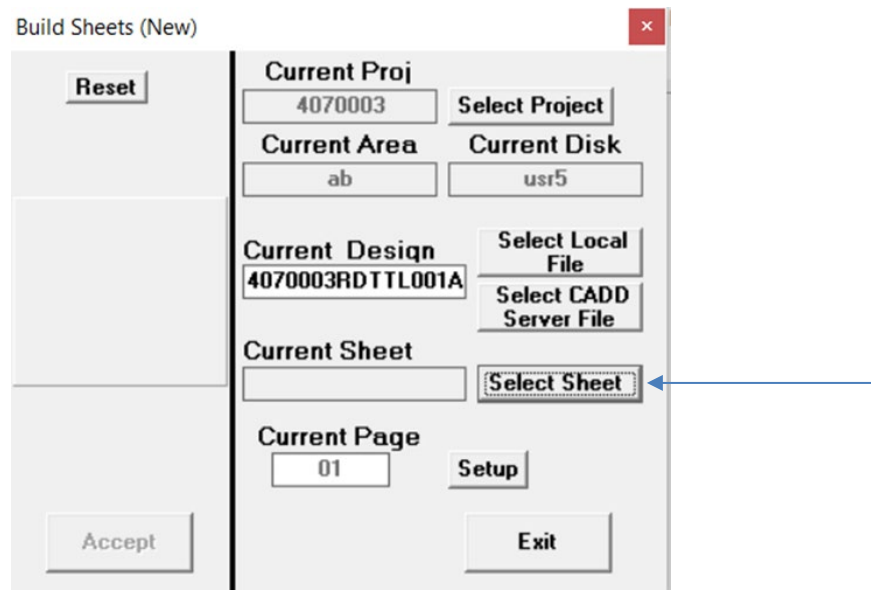 Build Sheets (New)
×
Reset
Current Proj
4070003
Select Project
Current Area
Current Disk
ab
usr5
Current Design
4070003RDTTL001A
Select Local
File
Select CADD
Server File
Current Sheet
Select Sheet
Current Page
01
Setup
Accept
Exit